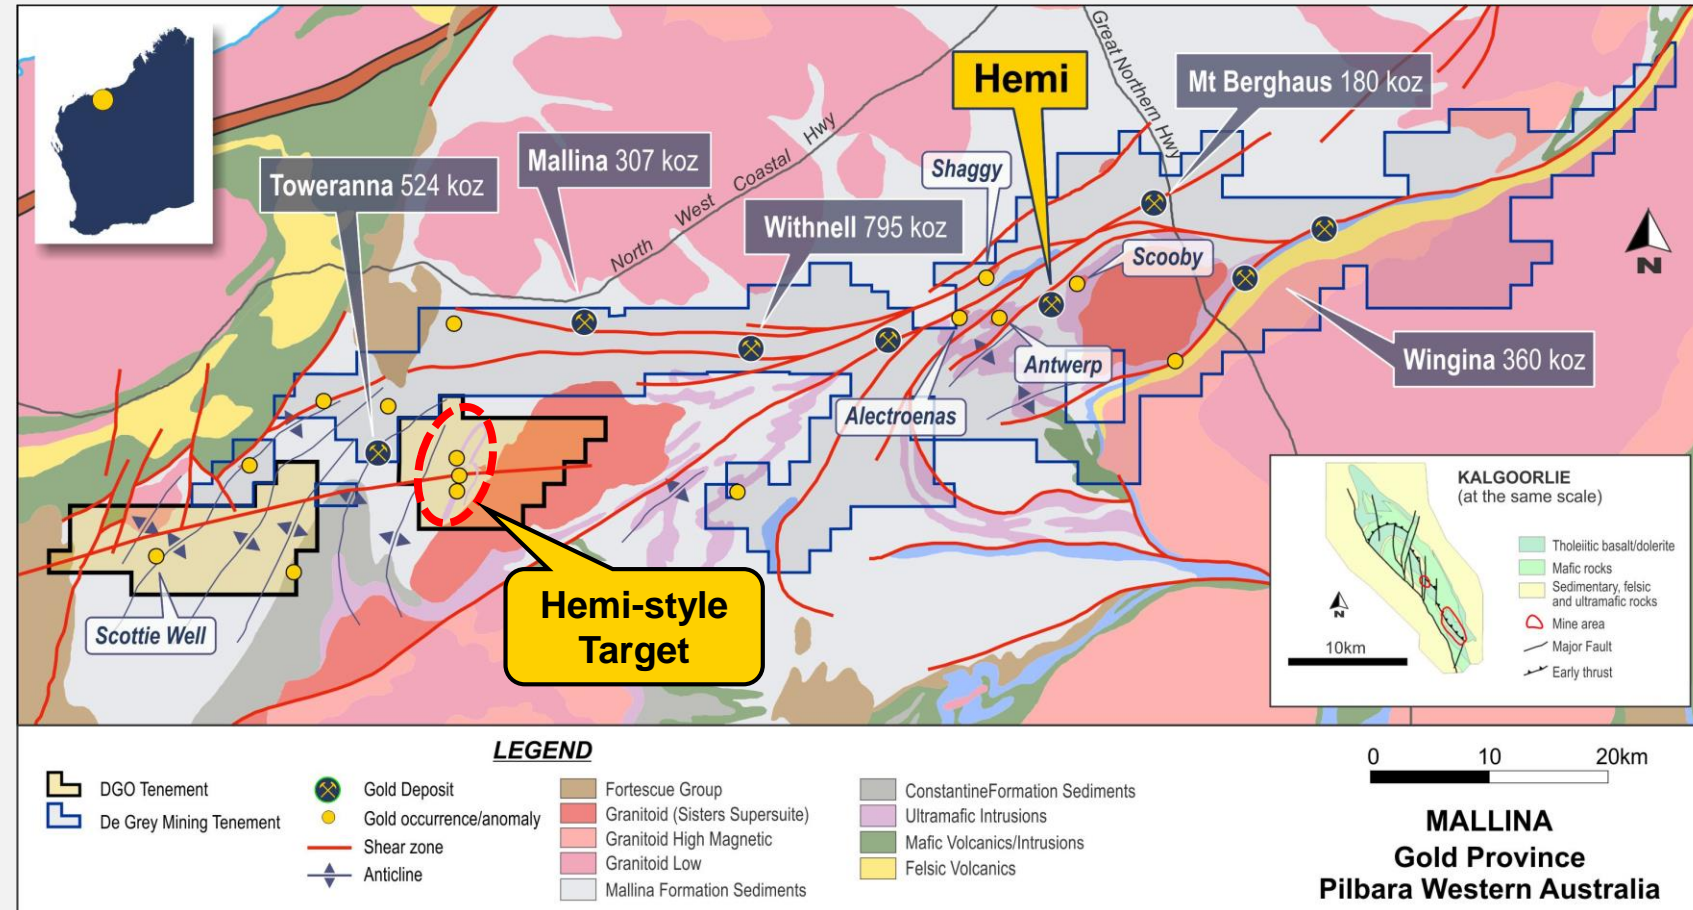 Hemi
Mt Berghaus 180 koz
Great Northern Hwy
Mallina 307 koz
North West Coastal Hwy
Shaggy
Toweranna 524 koz
Withnell 795 koz
Scooby
N
Antwerp
Wingina 360 koz
Alectroenas
Hemi-style
Target
Scottie Well
KALGOORLIE
(at the same scale)
Tholeiitic basalt/dolerite
Mafic rocks
Sedimentary, felsic
and ultramafic rocks
Mine area
Major Fault
Early thrust
N
10km
LEGEND
DGO Tenement
De Grey Mining Tenement
Gold Deposit
Gold occurrence/anomaly
Shear zone
Anticline
Fortescue Group
Granitoid (Sisters Supersuite)
Granitoid High Magnetic
Granitoid Low
Mallina Formation Sediments
ConstantineFormation Sediments
Ultramafic Intrusions
Mafic Volcanics/Intrusions
Felsic Volcanics
0 10 20km
MALLINA
Gold Province
Pilbara Western Australia